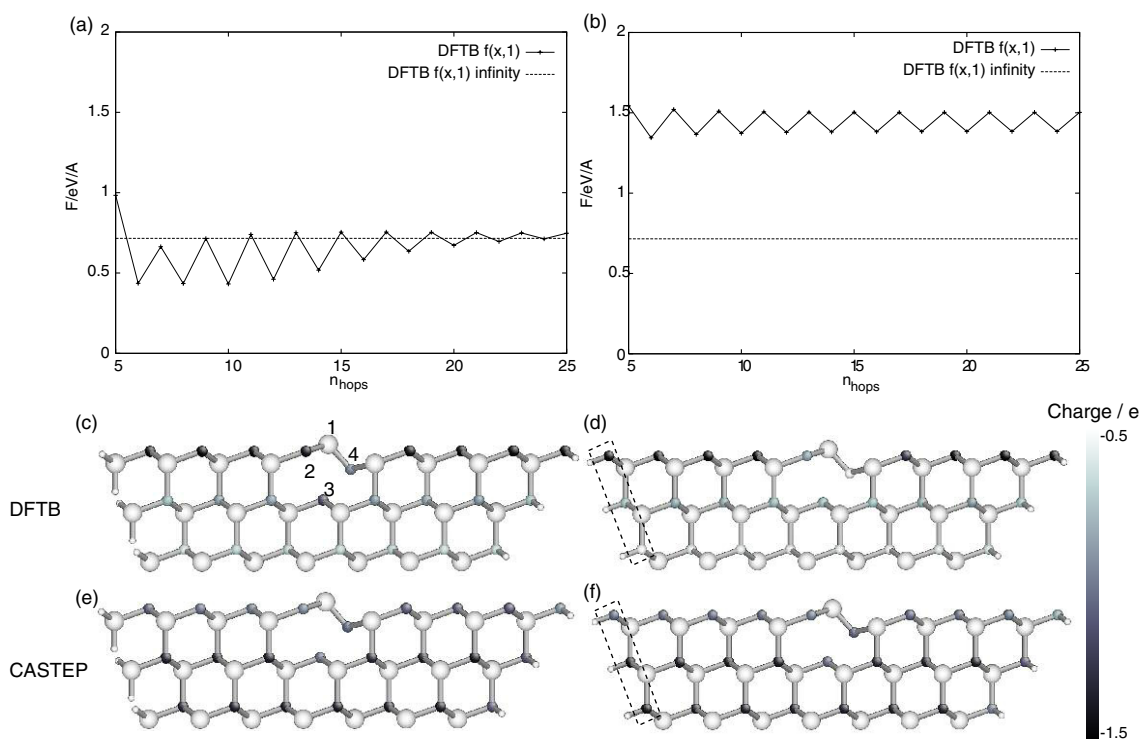 (a)
2
1.5
1
0.5
0
F/eV/A
5 10 15 20 25
n_hops
DFTB f(x,1)
DFTB f(x,1) infinity
(b)
2
1.5
1
0.5
0
F/eV/A
5 10 15 20 25
n_hops
DFTB f(x,1)
DFTB f(x,1) infinity
(c)
1
2
3
4
(d)
Charge / e
-0.5
-1.5
DFTB
(e)
(f)
CASTEP